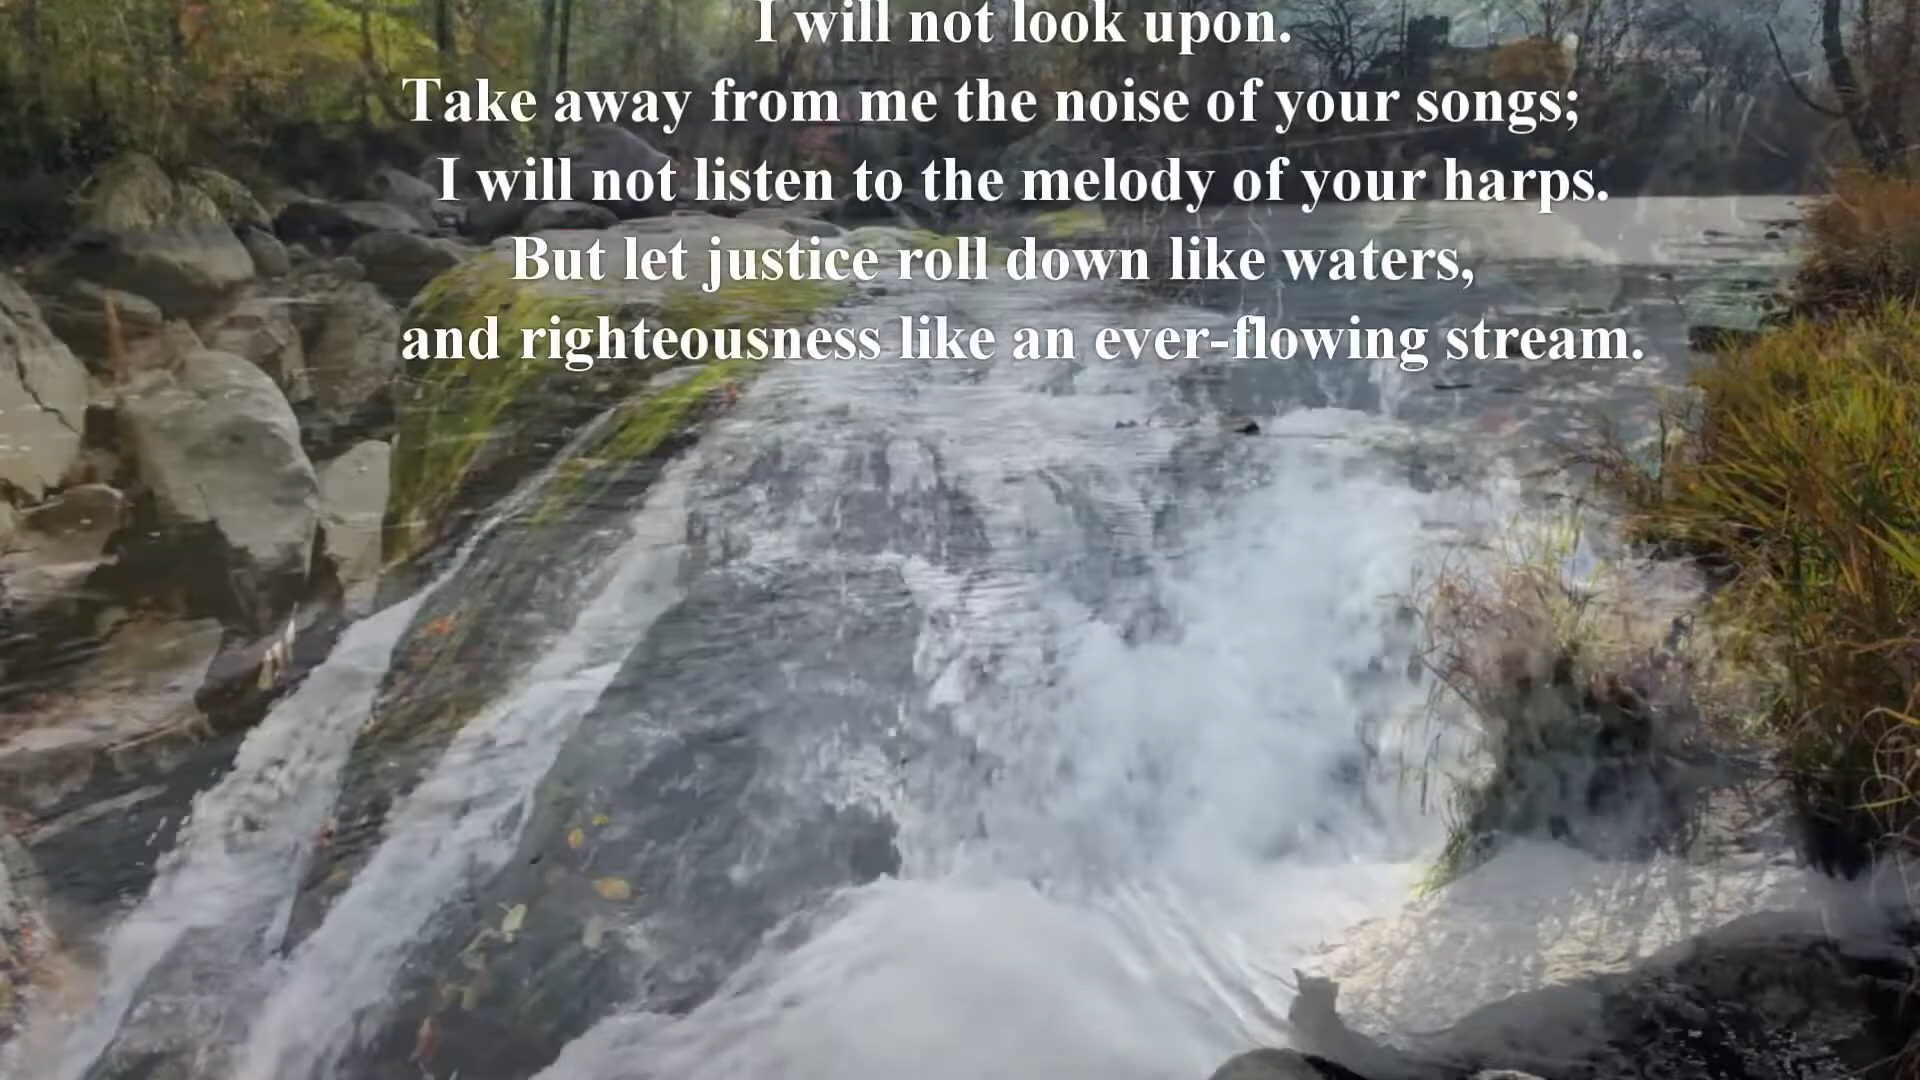 I will not look upon.
Take away from me the noise of your songs;
I will not listen to the melody of your harps.
But let justice roll down like waters,
and righteousness like an ever-flowing stream.